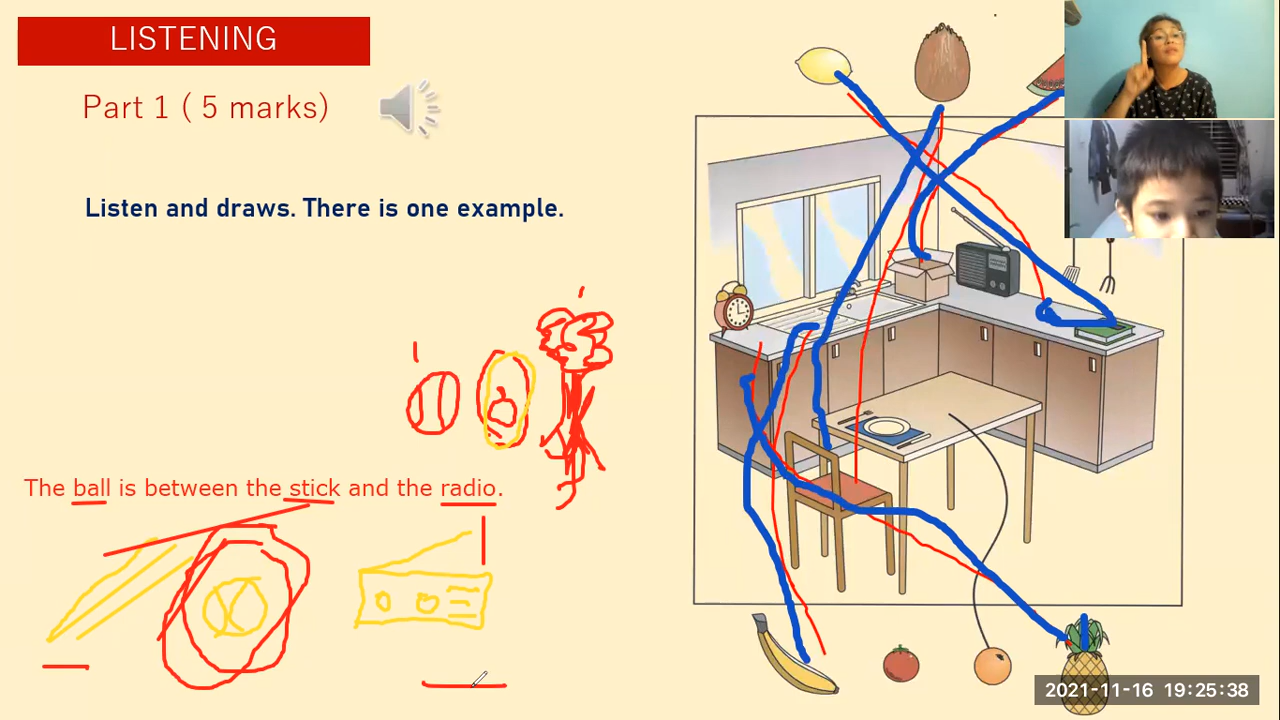 LISTENING
Part 1 ( 5 marks)
Listen and draws. There is one example.
The ball is between the stick and the radio.
2021-11-16 19:25:38